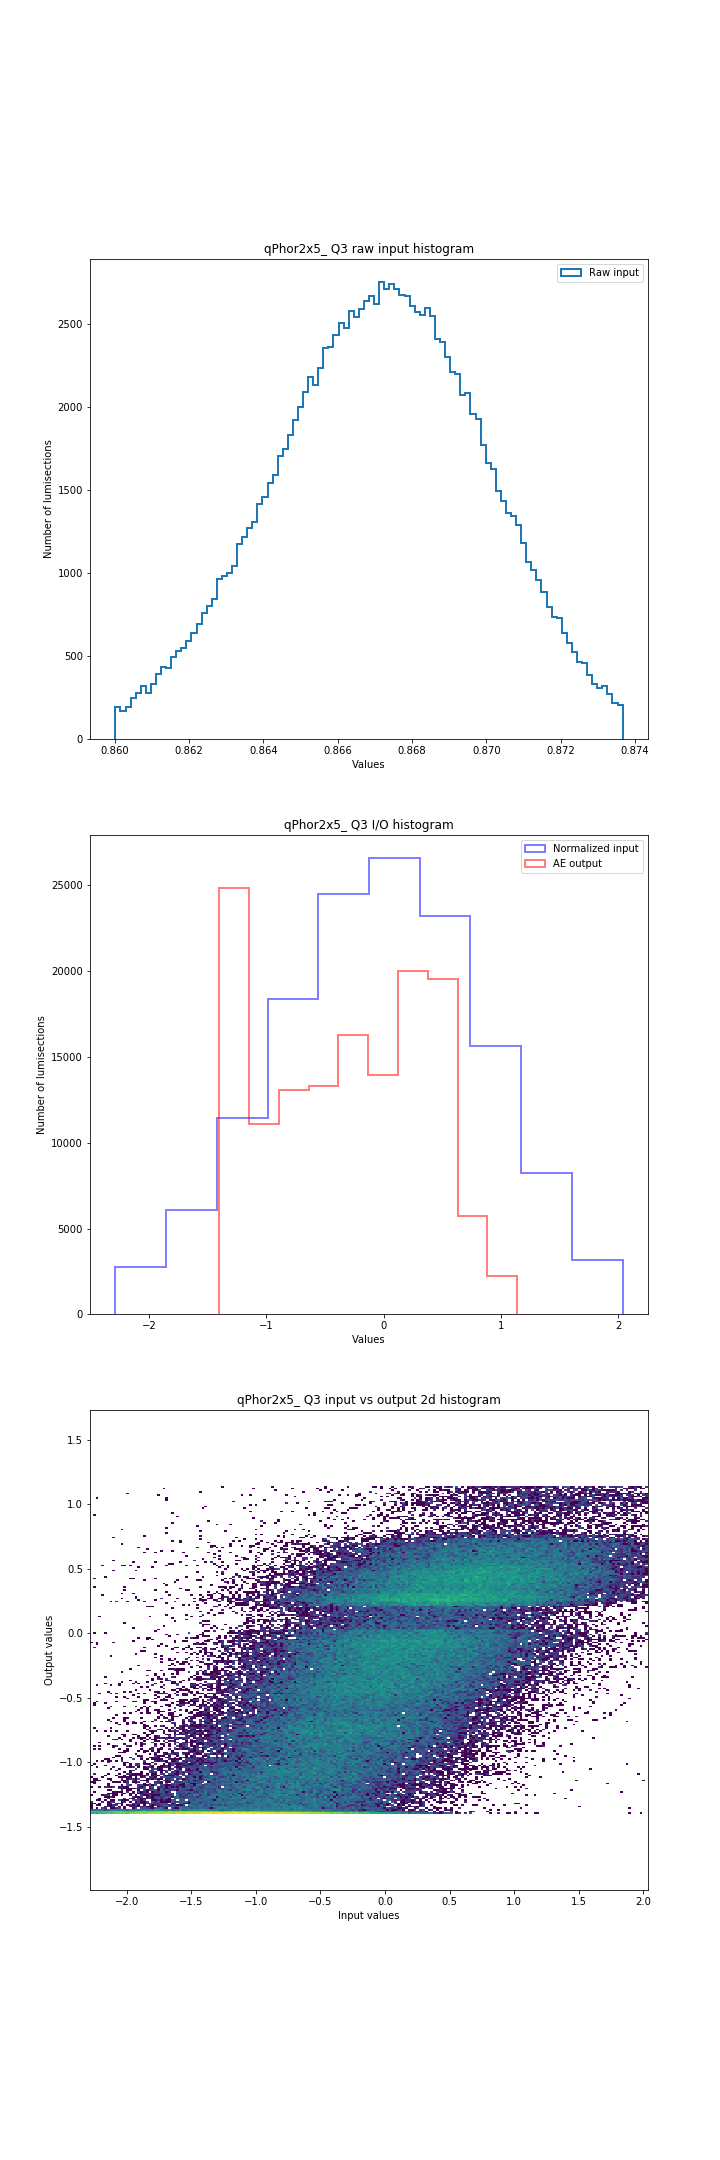 qPhor2x5_ Q3 raw input histogram
Raw input
2500
2000
1500
1000
500
0
Number of lumisections
0.860 0.862 0.864 0.866 0.868 0.870 0.872 0.874
Values
qPhor2x5_ Q3 I/O histogram
Normalized input
AE output
25000
20000
15000
10000
5000
0
Number of lumisections
−2 −1 0 1 2
Values
qPhor2x5_ Q3 input vs output 2d histogram
1.5
1.0
0.5
0.0
−0.5
−1.0
−1.5
Output values
−2.0 −1.5 −1.0 −0.5 0.0 0.5 1.0 1.5 2.0
Input values